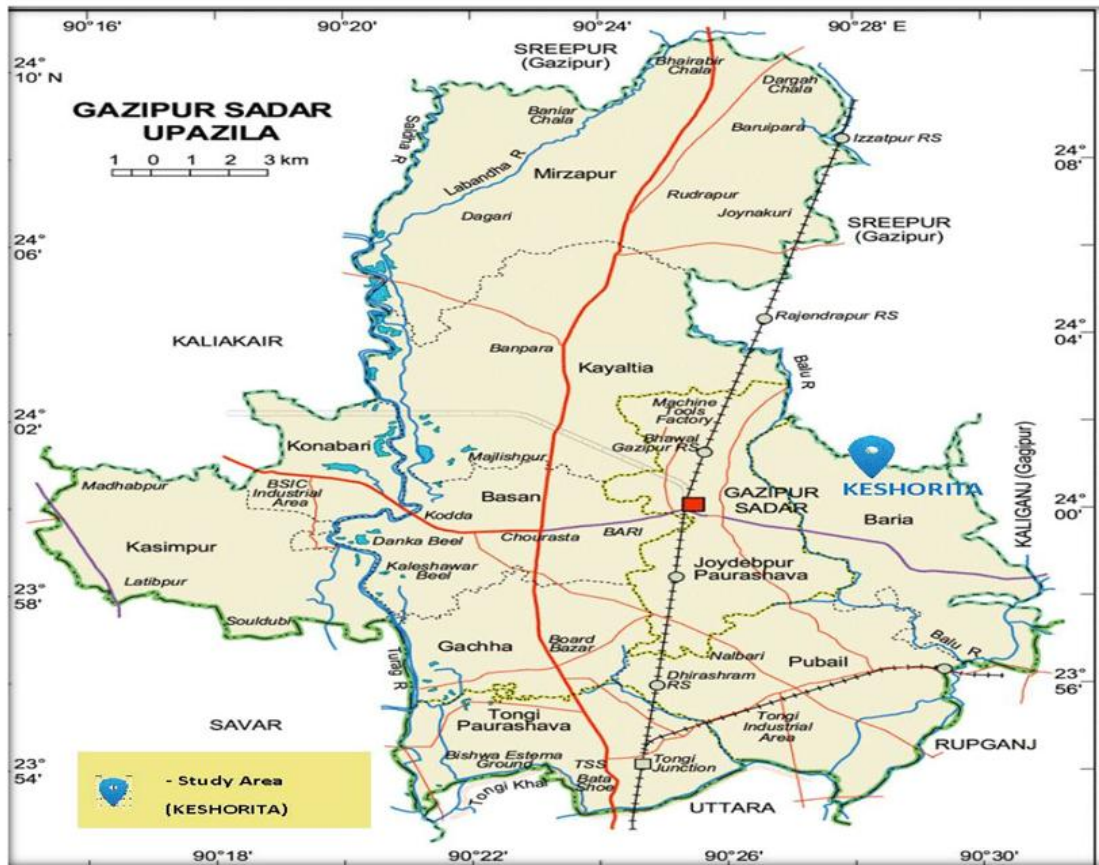 90°16'
90°20'
90°24'
90°28' E
24°
10' N
SREEPUR
(Gazipur)
Bhairabir
Chala
Dargah
Chala
GAZIPUR SADAR
UPAZILA
1 0 1 2 3 km
Saldha R
Baniar
Chala
Baruipara
Izzatpur RS
24°
08'
Labandha R
Mirzapur
Rudrapur
Dagari
Joynakuri
SREEPUR
(Gazipur)
24°
06'
Rajendrapur RS
24°
04'
KALIAKAIR
Banpara
Kayaltia
Balu R
Machine
Tools
Factory
24°
02'
Konabari
Bhawal
Gazipur RS
Majlishpur
KALIGANJ (Gagipur)
KESHORITA
Madhabpur
BSIC
Industrial
Area
Basan
GAZIPUR
SADAR
24°
00'
Kodda
Baria
Kasimpur
Danka Beel
Chourasta
BARI
Kaleshawar
Beel
Joydebpur
Paurashava
Latibpur
23°
58'
Souldubi
Turag R
Gachha
Board
Bazar
Nalbari
Pubail
Balu R
Dhirashram
RS
23°
56'
SAVAR
Tongi
Paurashava
Tongi
Industrial
Area
RUPGANJ
Bishwa Estema
Ground
TSS
Bata
Shoe
Tongi
Junction
23°
54'
Tongi Khal
UTTARA
- Study Area
(KESHORITA)
90°18'
90°22'
90°26'
90°30'